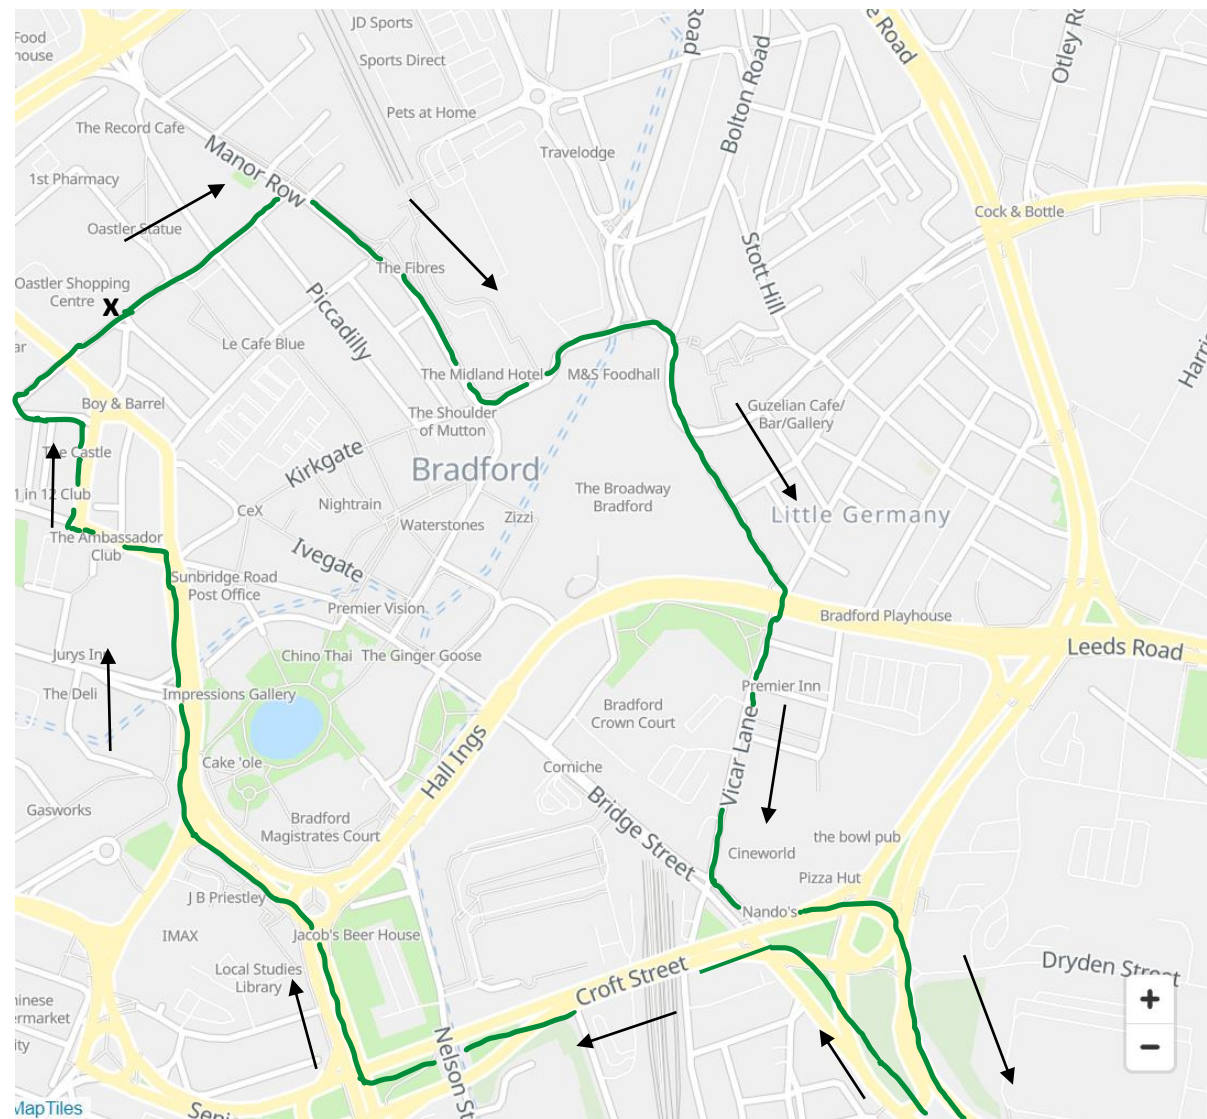 JD Sports
Food
house
Sports Direct
Road
e Road
Otley Ro
Bolton Road
Pets at Home
The Record Cafe
Manor Row
Travelodge
1st Pharmacy
Cock & Bottle
Oastler Statue
Stott Hill
The Fibres
Oastler Shopping
Centre
X
Piccadilly
Harri
ar
Le Cafe Blue
The Midland Hotel
M&S Foodhall
Boy & Barrel
The Shoulder
of Mutton
Guzelian Cafe/
Bar/Gallery
The Castle
Kirkgate
Bradford
1 in 12 Club
Nightrain
The Broadway
Bradford
CeX
Waterstones
Zizzi
Little Germany
The Ambassador
Club
Ivegate
Sunbridge Road
Post Office
Premier Vision
Bradford Playhouse
Leeds Road
Jurys Inn
Chino Thai
The Ginger Goose
The Deli
Impressions Gallery
Premier Inn
Bradford
Crown Court
Vicar Lane
Hall Ings
Cake 'ole
Corniche
Gasworks
Bradford
Magistrates Court
Bridge Street
the bowl pub
Cineworld
Pizza Hut
J B Priestley
Nando's
IMAX
Jacob's Beer House
Local Studies
Library
Croft Street
Dryden Street
hinese
ermarket
ity
+
−
Nelson St
MapTiles